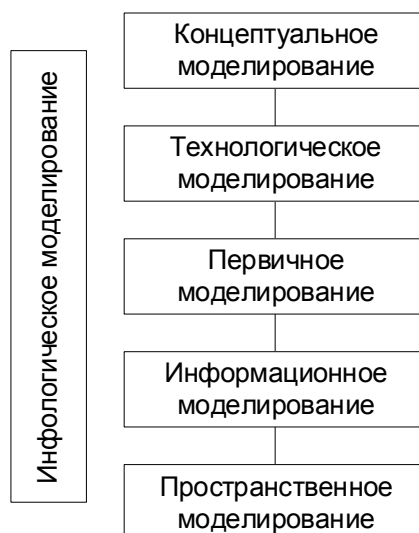 Инфологическое моделирование
Концептуальное
моделирование
Технологическое
моделирование
Первичное
моделирование
Информационное
моделирование
Пространственное
моделирование